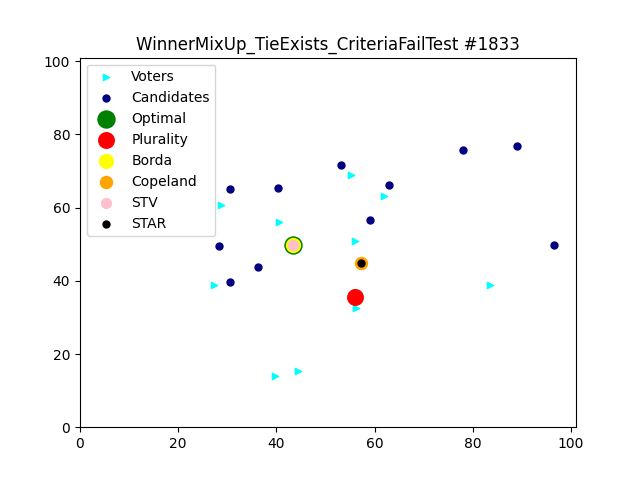 WinnerMixUp_TieExists_CriteriaFailTest #1833
100
80
60
40
20
0
Voters
Candidates
Optimal
Plurality
Borda
Copeland
STV
STAR
0 20 40 60 80 100